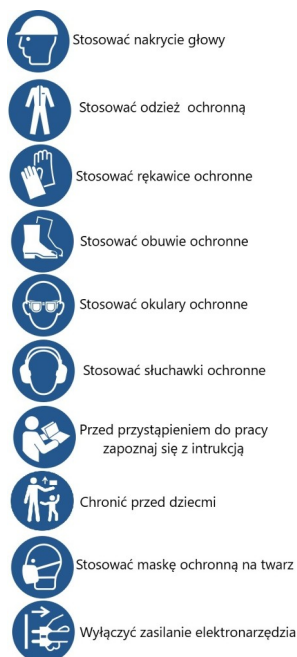 Stosować nakrycie głowy
Stosować odzież ochronną
Stosować rękawice ochronne
Stosować obuwie ochronne
Stosować okulary ochronne
Stosować słuchawki ochronne
Przed przystąpieniem do pracy
zapoznaj się z intrukcją
Chronić przed dziecmi
Stosować maskę ochronną na twarz
Wyłączyć zasilanie elektronarzędzia